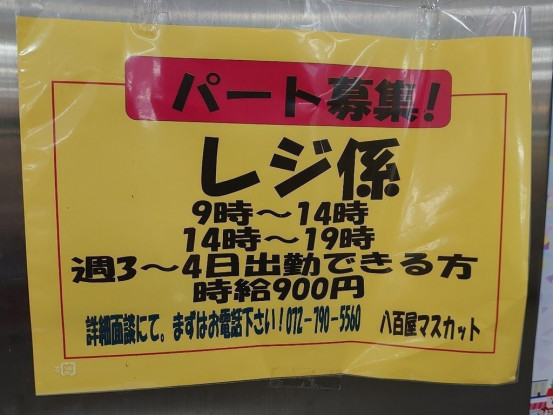 パート募集!
レジ係
9時〜14時
14時〜19時
週3〜4日出勤できる方
時給900円
詳細面談にて。まずはお電話下さい!072-790-5560 八百屋マスカット